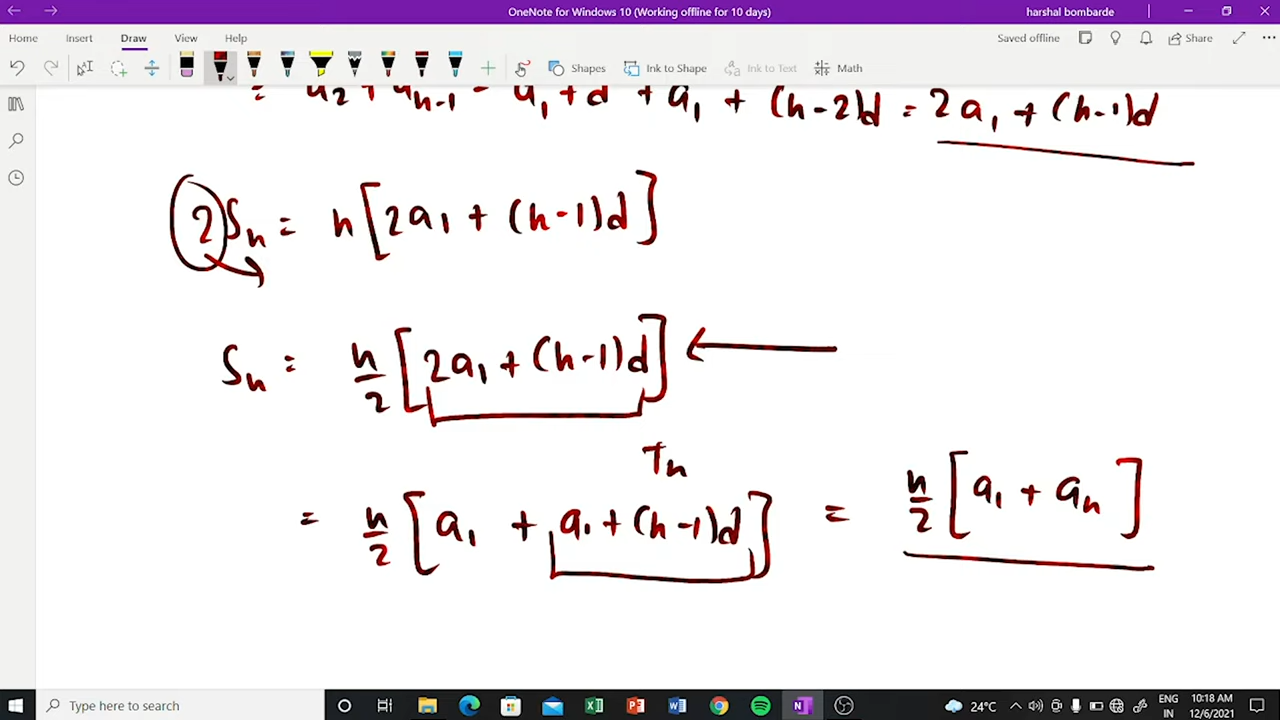 OneNote for Windows 10 (Working offline for 10 days)
harshal bombarde
Home Insert Draw View Help
Saved offline Share
Shapes Ink to Shape Ink to Text Math
= a₂ + aₙ₋₁ = a₁ + d + a₁ + (n-2)d = 2a₁ + (n-1)d
2Sₙ = n[2a₁ + (n-1)d]
Sₙ = n/2 [2a₁ + (n-1)d] ←
Tₙ
= n/2 [a₁ + a₁ + (n-1)d] = n/2 [a₁ + aₙ]
Type here to search
24°C
ENG
IN
10:18 AM
12/6/2021